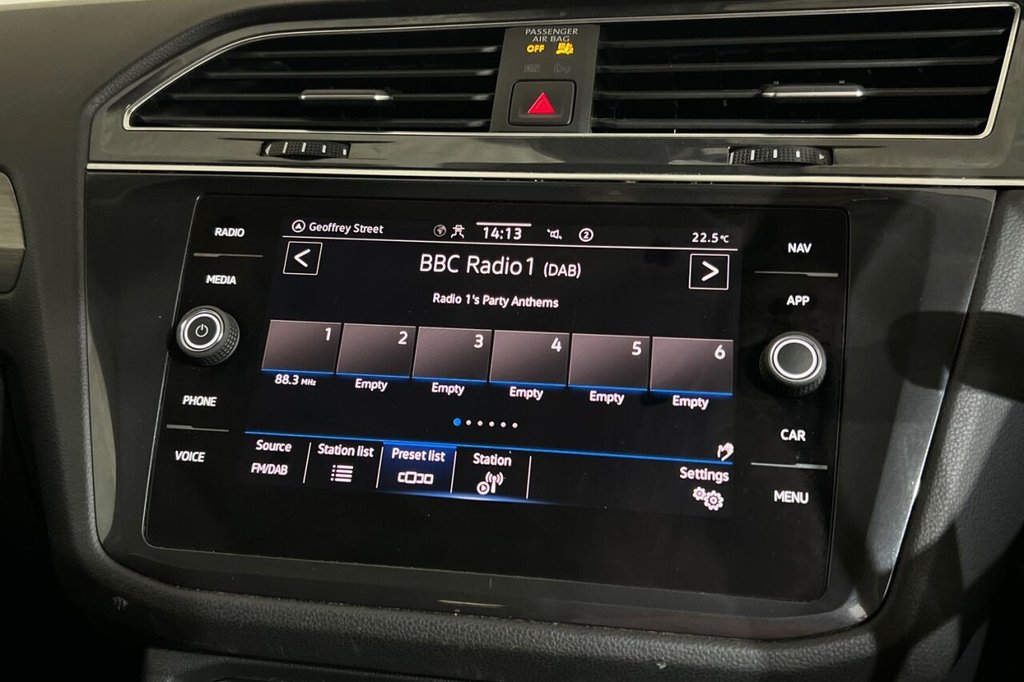 PASSENGER
AIR BAG
OFF
RADIO
MEDIA
PHONE
VOICE
Geoffrey Street
14:13
2
22.5°C
<
BBC Radio1 (DAB)
>
Radio 1's Party Anthems
1 2 3 4 5 6
88.3 MHz Empty Empty Empty Empty Empty
Source
FM/DAB
Station list
Preset list
Station
Settings
NAV
APP
CAR
MENU